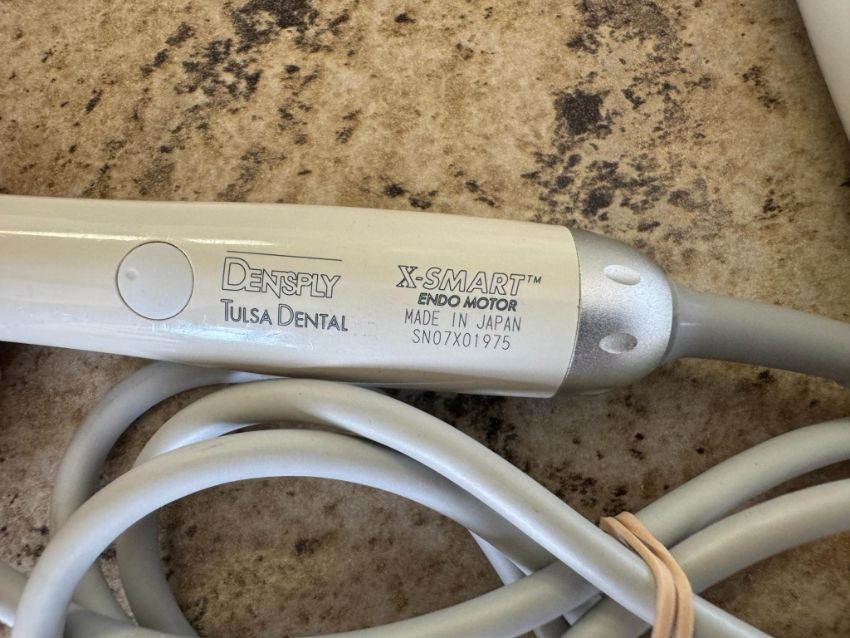 DENTSPLY
TULSA DENTAL
X-SMART™
ENDO MOTOR
MADE IN JAPAN
SN07X01975